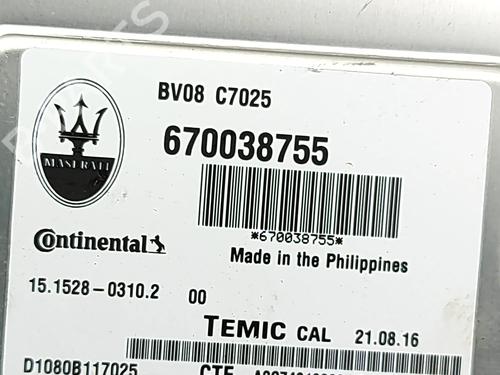 BV08 C7025
670038755
MASERATI
*670038755*
Continental
Made in the Philippines
15.1528-0310.2 00
TEMIC CAL 21.08.16
D1080B117025 CTE